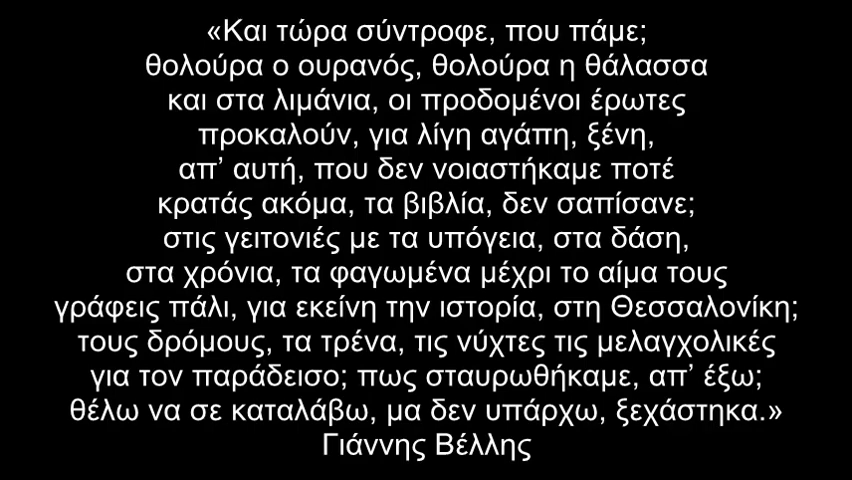 «Και τώρα σύντροφε, που πάμε;
θολούρα ο ουρανός, θολούρα η θάλασσα
και στα λιμάνια, οι προδομένοι έρωτες
προκαλούν, για λίγη αγάπη, ξένη,
απ’ αυτή, που δεν νοιαστήκαμε ποτέ
κρατάς ακόμα, τα βιβλία, δεν σαπίσανε;
στις γειτονιές με τα υπόγεια, στα δάση,
στα χρόνια, τα φαγωμένα μέχρι το αίμα τους
γράφεις πάλι, για εκείνη την ιστορία, στη Θεσσαλονίκη;
τους δρόμους, τα τρένα, τις νύχτες τις μελαγχολικές
για τον παράδεισο; πως σταυρωθήκαμε, απ’ έξω;
θέλω να σε καταλάβω, μα δεν υπάρχω, ξεχάστηκα.»
Γιάννης Βέλλης